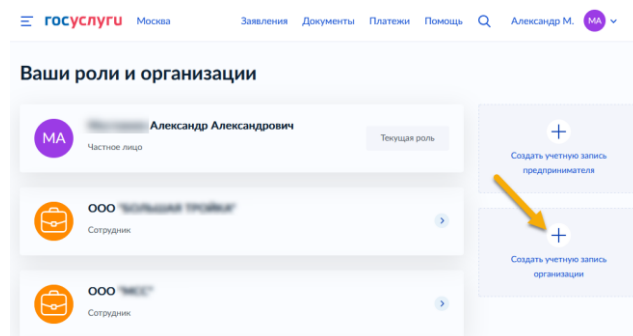 госуслуги Москва Заявления Документы Платежи Помощь Александр М. МА
Ваши роли и организации
МА
Александр Александрович
Частное лицо
Текущая роль
Создать учетную запись
предпринимателя
ООО
Сотрудник
Создать учетную запись
организации
ООО
Сотрудник